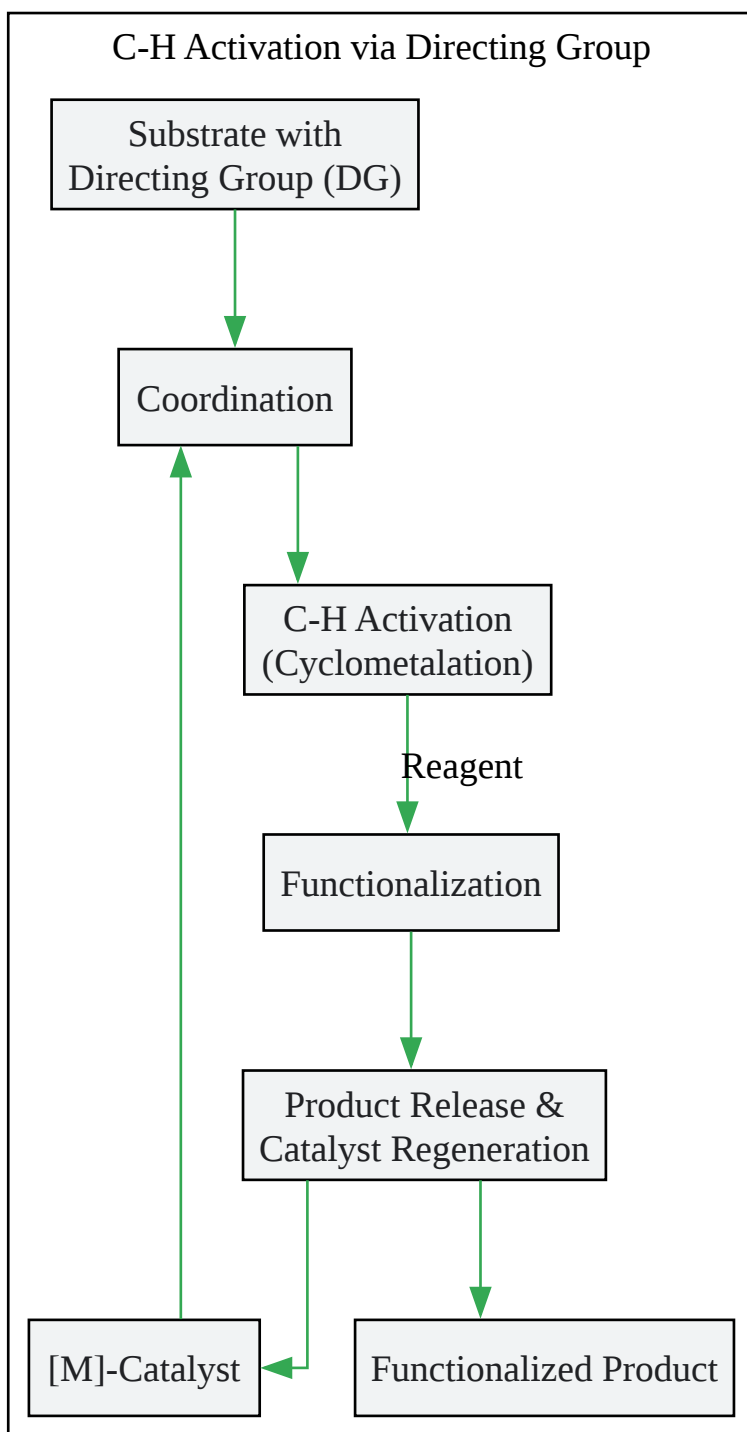 C-H Activation via Directing Group
Substrate with
Directing Group (DG)
Coordination
C-H Activation
(Cyclometalation)
Reagent
Functionalization
Product Release &
Catalyst Regeneration
[M]-Catalyst
Functionalized Product